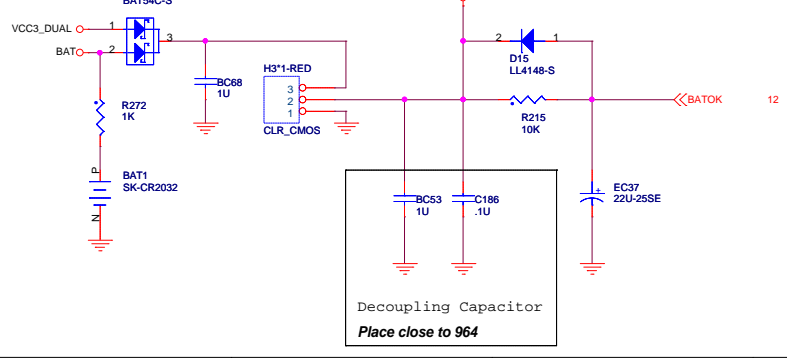 BAT54C-S
VCC3_DUAL 1 3
BAT 2
2 1
D15
LL4148-S
BC68
1U
H3*1-RED
3
2
1
CLR_CMOS
R272
1K
R215
10K
BATOK 12
P
BAT1
SK-CR2032
N
BC53
1U
C186
.1U
+
EC37
22U-25SE
Decoupling Capacitor
Place close to 964